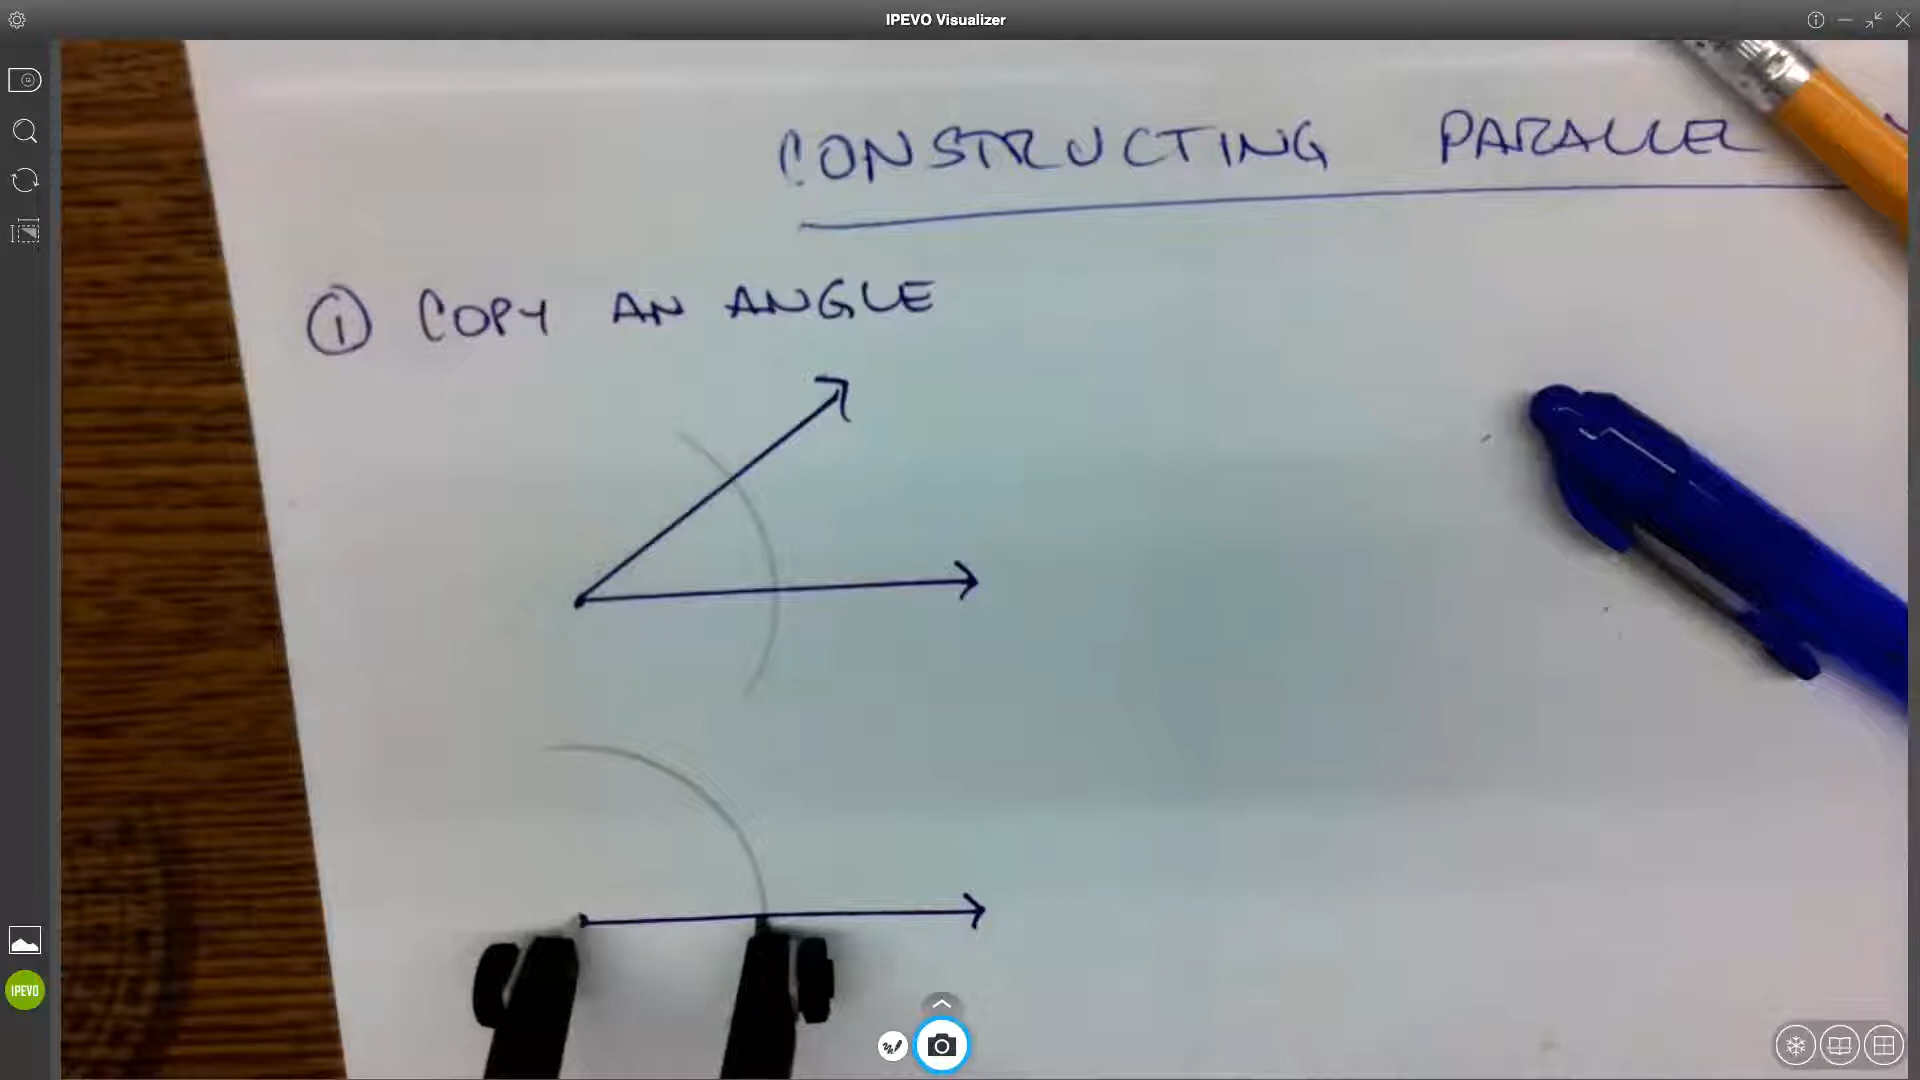 IPEVO Visualizer
CONSTRUCTING PARALLEL
① COPY AN ANGLE
IPEVO